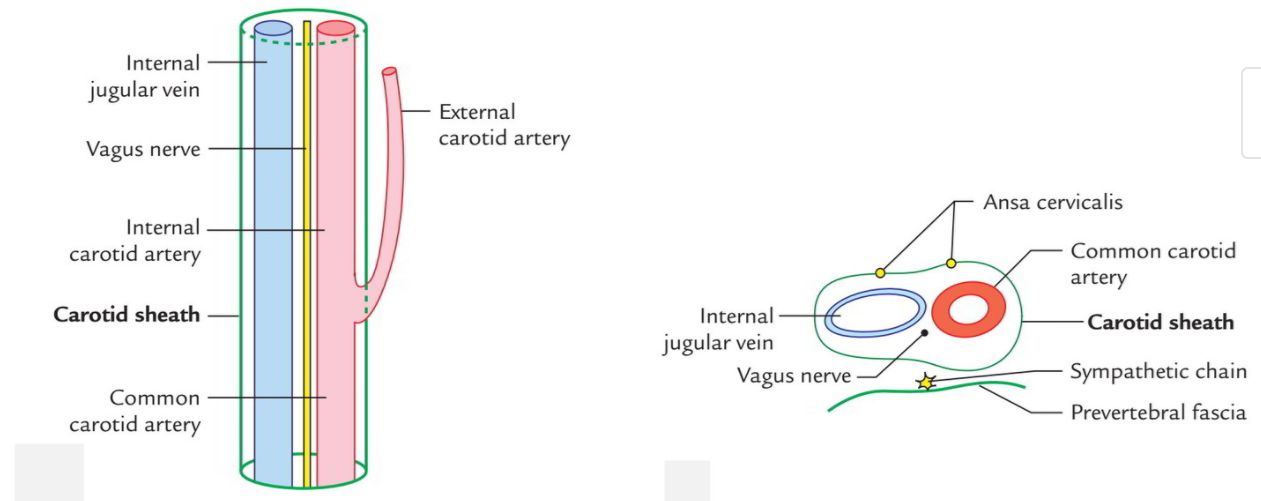 Internal
jugular vein
Vagus nerve
Internal
carotid artery
Carotid sheath
Common
carotid artery
External
carotid artery
Ansa cervicalis
Common carotid
artery
Internal
jugular vein
Carotid sheath
Vagus nerve
Sympathetic chain
Prevertebral fascia